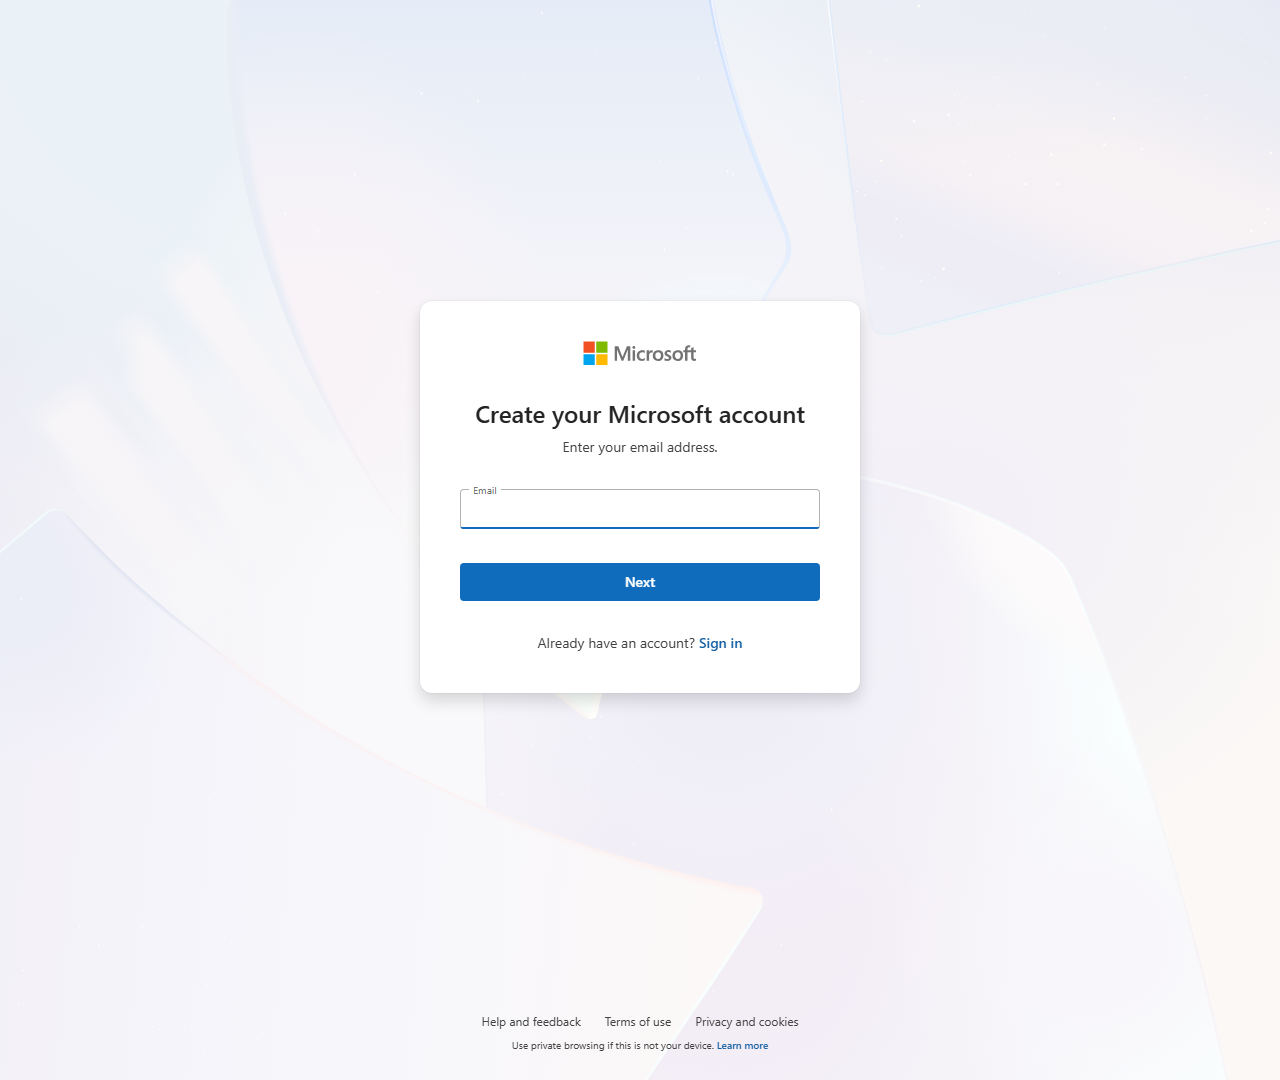 Microsoft
Create your Microsoft account
Enter your email address.
Email
Next
Already have an account? Sign in
Help and feedback Terms of use Privacy and cookies
Use private browsing if this is not your device. Learn more